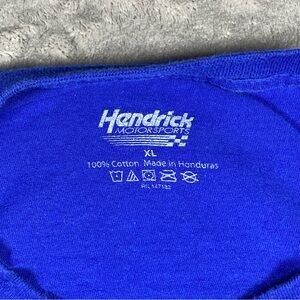 Hendrick
MOTORSPORTS
XL
100% Cotton Made in Honduras